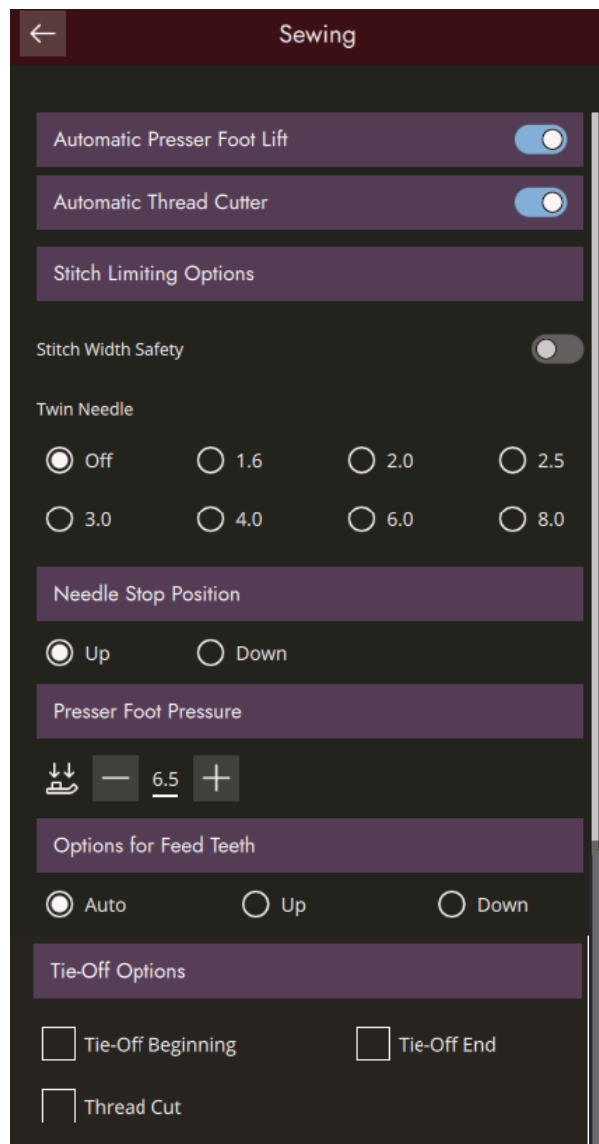 Sewing
Automatic Presser Foot Lift
Automatic Thread Cutter
Stitch Limiting Options
Stitch Width Safety
Twin Needle
Off 1.6 2.0 2.5
3.0 4.0 6.0 8.0
Needle Stop Position
Up Down
Presser Foot Pressure
6.5
Options for Feed Teeth
Auto Up Down
Tie-Off Options
Tie-Off Beginning Tie-Off End
Thread Cut